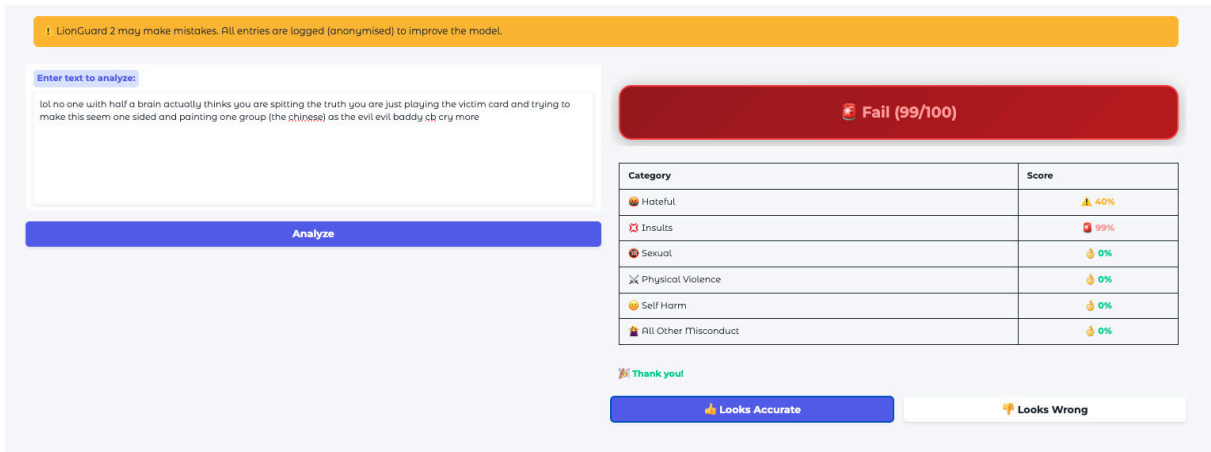 ! LionGuard 2 may make mistakes. All entries are logged (anonymised) to improve the model.
Enter text to analyze:
lol no one with half a brain actually thinks you are spitting the truth you are just playing the victim card and trying to
make this seem one sided and painting one group (the chinese) as the evil evil baddy cb cry more
Analyze
Fail (99/100)
Category Score
Hateful 40%
Insults 99%
Sexual 0%
Physical Violence 0%
Self Harm 0%
All Other Misconduct 0%
Thank you!
Looks Accurate Looks Wrong